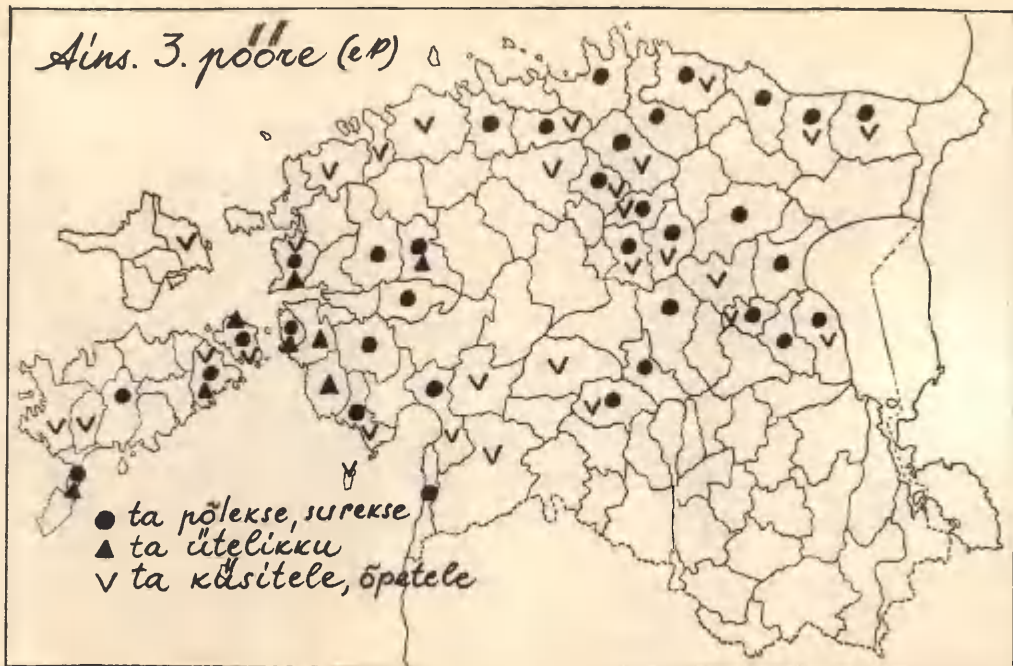 Ains. 3. pööre (eP)
● ta põlekse, surekse
▲ ta ütelikku
∨ ta küsitele, õpetele